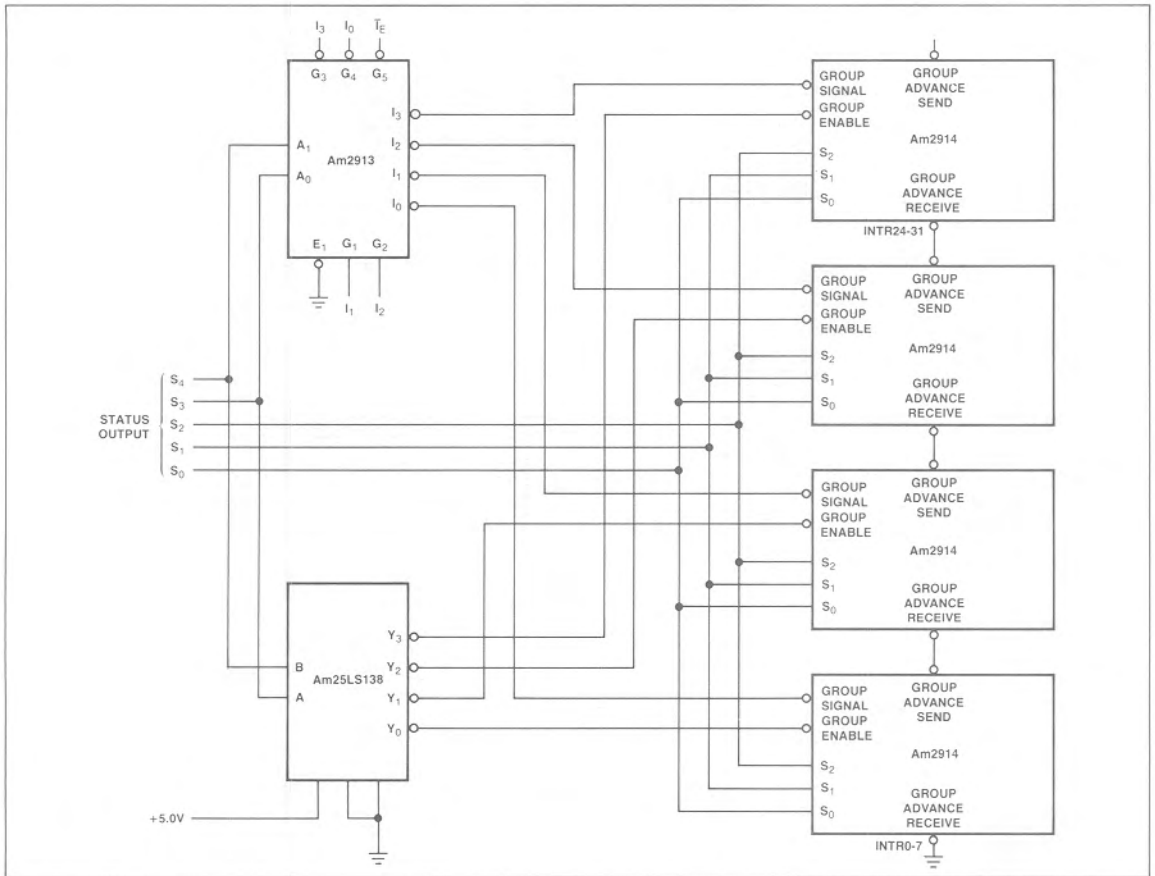 I3 I0 T̅E
G3 G4 G5
I3
I2
I1
I0
A1
A0
Am2913
E1 G1 G2
I1 I2
STATUS
OUTPUT
S4
S3
S2
S1
S0
B
A
Am25LS138
Y3
Y2
Y1
Y0
+5.0V
GROUP
SIGNAL
GROUP
ENABLE
GROUP
ADVANCE
SEND
Am2914
S2
S1
S0
GROUP
ADVANCE
RECEIVE
INTR24-31
GROUP
SIGNAL
GROUP
ENABLE
GROUP
ADVANCE
SEND
Am2914
S2
S1
S0
GROUP
ADVANCE
RECEIVE
GROUP
SIGNAL
GROUP
ENABLE
GROUP
ADVANCE
SEND
Am2914
S2
S1
S0
GROUP
ADVANCE
RECEIVE
GROUP
SIGNAL
GROUP
ENABLE
GROUP
ADVANCE
SEND
Am2914
S2
S1
S0
GROUP
ADVANCE
RECEIVE
INTR0-7